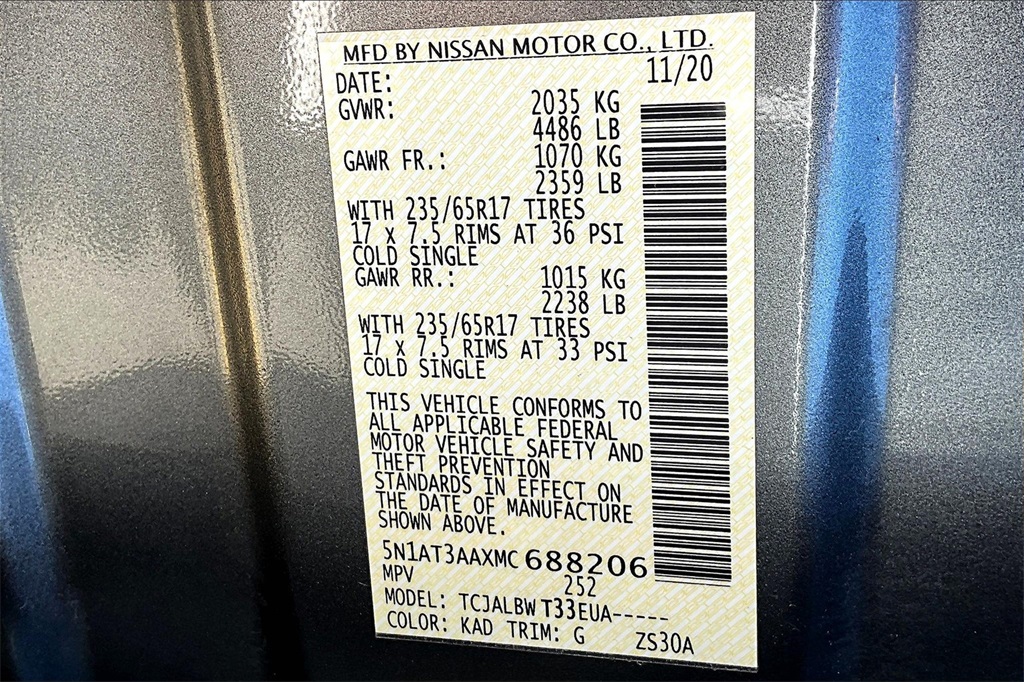 MFD BY NISSAN MOTOR CO., LTD.
DATE: 11/20
GVWR: 2035 KG
4486 LB
GAWR FR.: 1070 KG
2359 LB
WITH 235/65R17 TIRES
17 x 7.5 RIMS AT 36 PSI
COLD SINGLE
GAWR RR.: 1015 KG
2238 LB
WITH 235/65R17 TIRES
17 x 7.5 RIMS AT 33 PSI
COLD SINGLE
THIS VEHICLE CONFORMS TO
ALL APPLICABLE FEDERAL
MOTOR VEHICLE SAFETY AND
THEFT PREVENTION
STANDARDS IN EFFECT ON
THE DATE OF MANUFACTURE
SHOWN ABOVE.
5N1AT3AAXMC 688206
MPV 252
MODEL: TCJALBW T33EUA-----
COLOR: KAD TRIM: G ZS30A